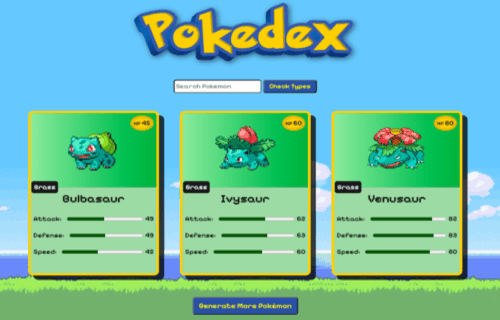 Pokedex
Search Pokemon
Check Types
HP 45
HP 60
HP 80
Grass
Grass
Grass
Bulbasaur
Ivysaur
Venusaur
Attack: 49
Attack: 62
Attack: 82
Defense: 49
Defense: 63
Defense: 83
Speed: 45
Speed: 60
Speed: 80
Generate More Pokémon